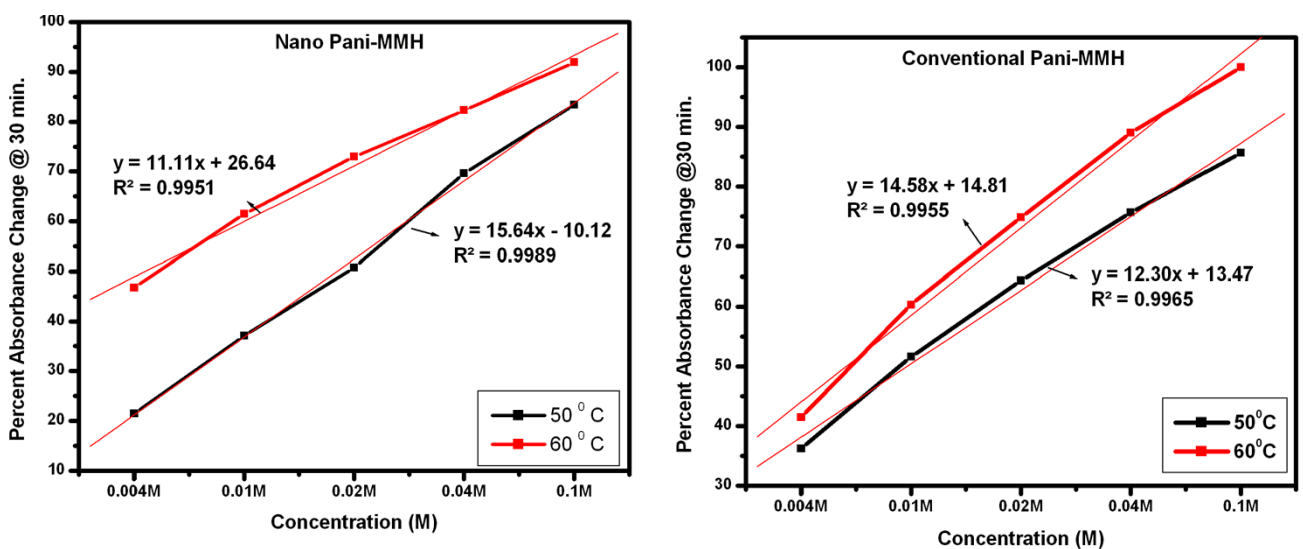 Nano Pani-MMH
Percent Absorbance Change @ 30 min.
100
90
80
70
60
50
40
30
20
10
y = 11.11x + 26.64
R² = 0.9951
y = 15.64x - 10.12
R² = 0.9989
50 ⁰ C
60 ⁰ C
0.004M 0.01M 0.02M 0.04M 0.1M
Concentration (M)
Conventional Pani-MMH
Percent Absorbance Change @30 min.
100
90
80
70
60
50
40
30
y = 14.58x + 14.81
R² = 0.9955
y = 12.30x + 13.47
R² = 0.9965
50⁰C
60⁰C
0.004M 0.01M 0.02M 0.04M 0.1M
Concentration (M)